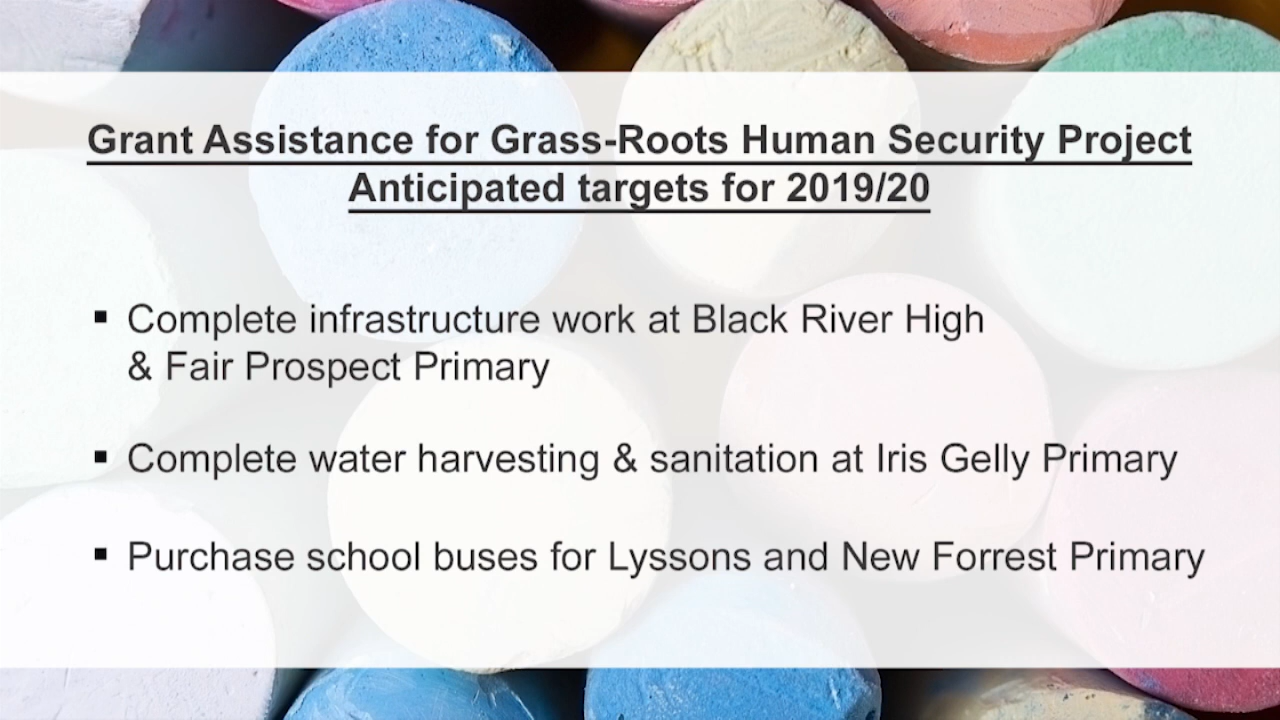 Grant Assistance for Grass-Roots Human Security Project
Anticipated targets for 2019/20
▪ Complete infrastructure work at Black River High
& Fair Prospect Primary
▪ Complete water harvesting & sanitation at Iris Gelly Primary
▪ Purchase school buses for Lyssons and New Forrest Primary